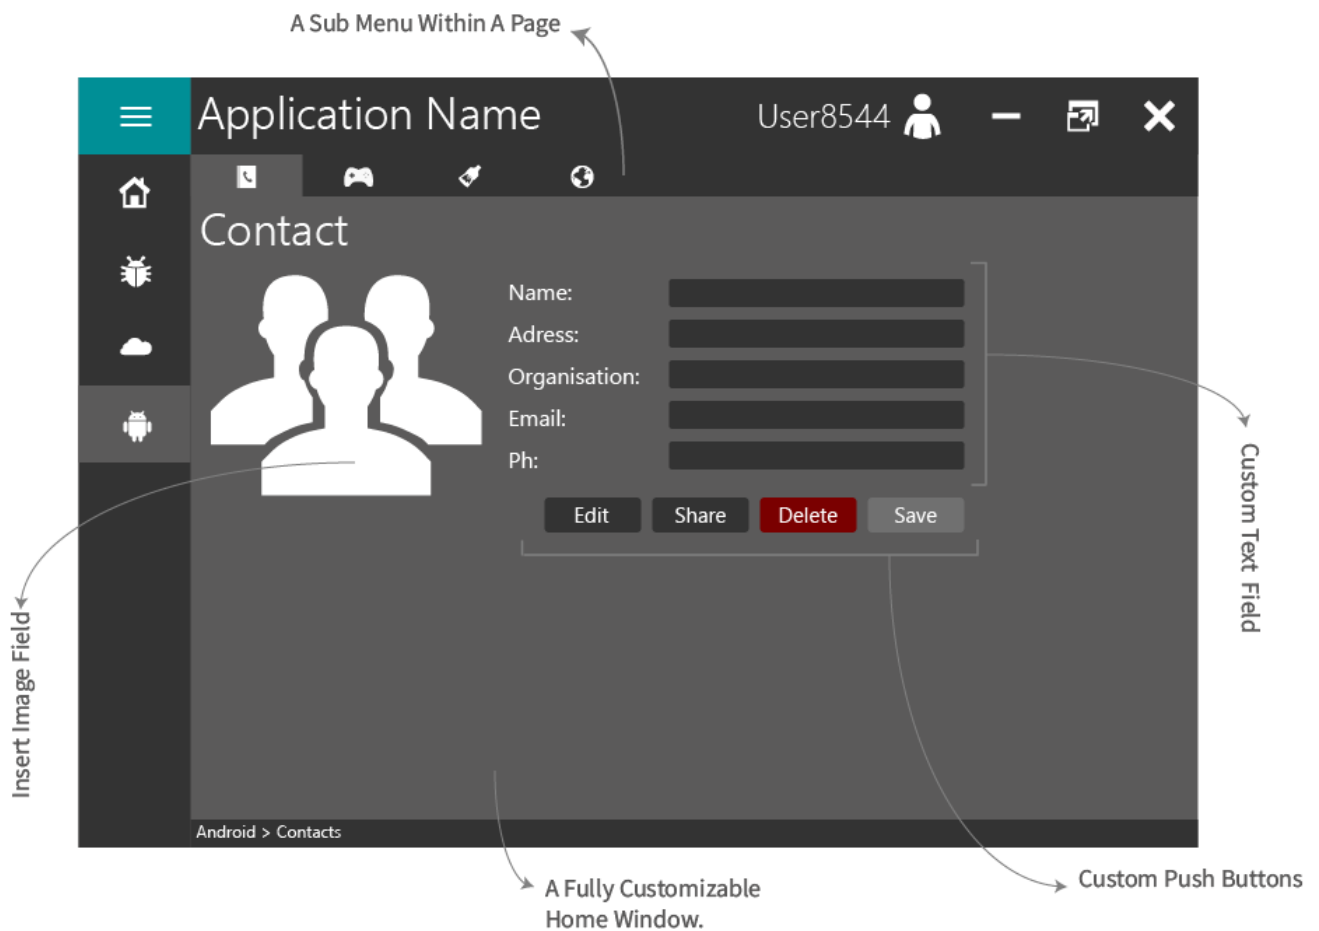 A Sub Menu Within A Page
Application Name
User8544
Contact
Name:
Adress:
Organisation:
Email:
Ph:
Edit
Share
Delete
Save
Custom Text Field
Insert Image Field
Android > Contacts
A Fully Customizable
Home Window.
Custom Push Buttons